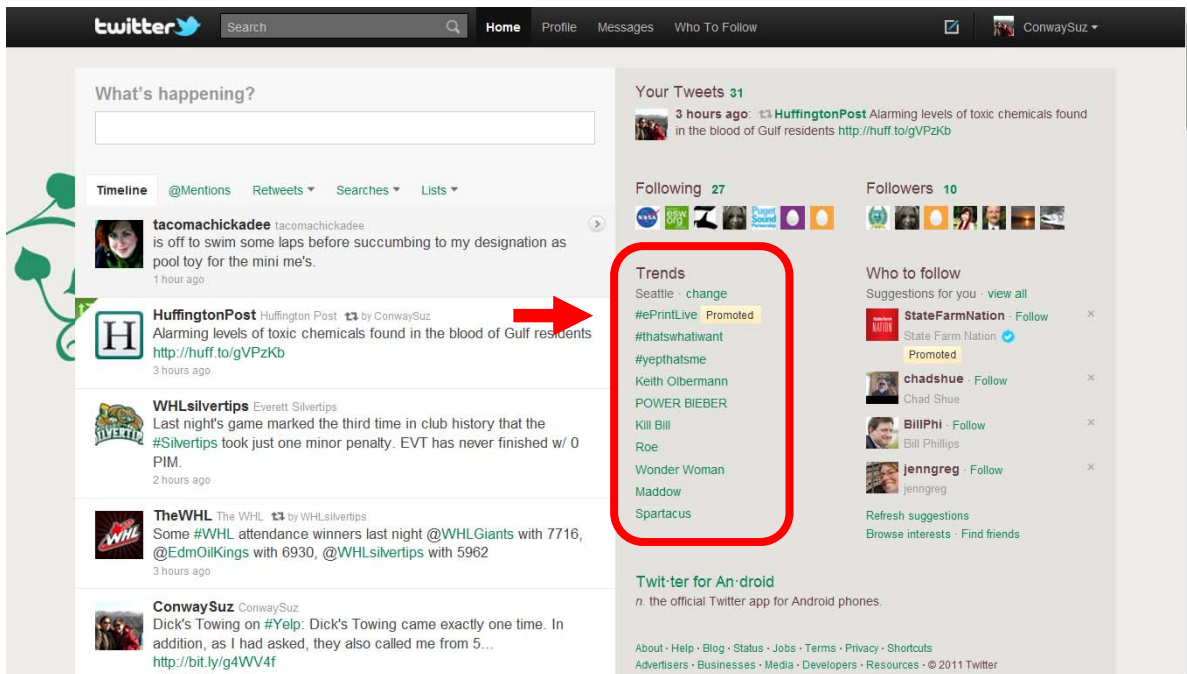 twitter
Search
Home Profile Messages Who To Follow
ConwaySuz
What's happening?
Timeline @Mentions Retweets Searches Lists
tacomachickadee tacomachickadee
is off to swim some laps before succumbing to my designation as
pool toy for the mini me's.
1 hour ago
HuffingtonPost Huffington Post by ConwaySuz
Alarming levels of toxic chemicals found in the blood of Gulf residents
http://huff.to/gVPzKb
3 hours ago
WHLsilvertips Everett Silvertips
Last night's game marked the third time in club history that the
#Silvertips took just one minor penalty. EVT has never finished w/ 0
PIM.
2 hours ago
TheWHL The WHL by WHLsilvertips
Some #WHL attendance winners last night @WHLGiants with 7716,
@EdmOilKings with 6930, @WHLsilvertips with 5962
3 hours ago
ConwaySuz ConwaySuz
Dick's Towing on #Yelp: Dick's Towing came exactly one time. In
addition, as I had asked, they also called me from 5...
http://bit.ly/g4WV4f
H
SILVERTIPS
WHL
Your Tweets 31
3 hours ago: HuffingtonPost Alarming levels of toxic chemicals found
in the blood of Gulf residents http://huff.to/gVPzKb
Following 27
NASA
esw
org
Puget
Sound
Partnership
Followers 10
Trends
Seattle · change
#ePrintLive Promoted
#thatswhatiwant
#yepthatsme
Keith Olbermann
POWER BIEBER
Kill Bill
Roe
Wonder Woman
Maddow
Spartacus
Who to follow
Suggestions for you · view all
StateFarmNation · Follow
State Farm Nation
Promoted
State Farm
NATION
chadshue · Follow
Chad Shue
BillPhi · Follow
Bill Phillips
jenngreg · Follow
jenngreg
Refresh suggestions
Browse interests · Find friends
Twit·ter for An·droid
n. the official Twitter app for Android phones.
About · Help · Blog · Status · Jobs · Terms · Privacy · Shortcuts
Advertisers · Businesses · Media · Developers · Resources · © 2011 Twitter